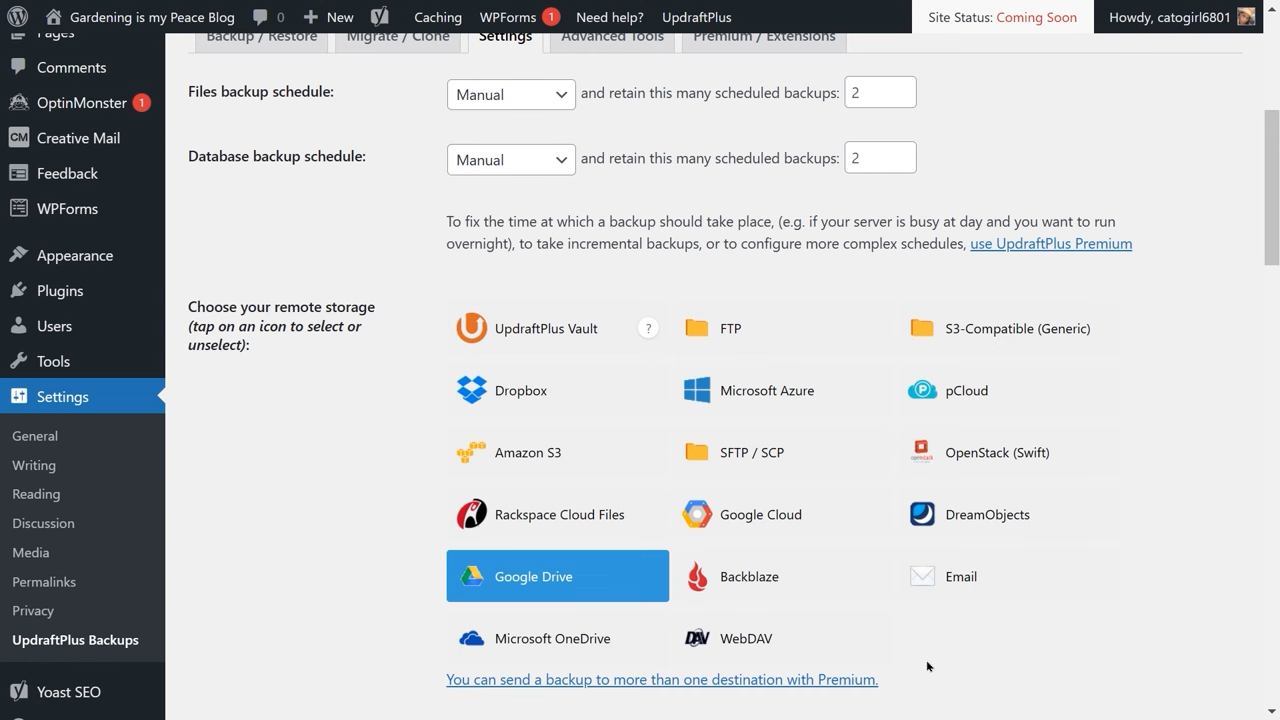 Gardening is my Peace Blog
0
New
Caching
WPForms 1
Need help?
UpdraftPlus
Site Status: Coming Soon
Howdy, catogirl6801
Pages
Comments
OptinMonster 1
CM Creative Mail
Feedback
WPForms
Appearance
Plugins
Users
Tools
Settings
General
Writing
Reading
Discussion
Media
Permalinks
Privacy
UpdraftPlus Backups
Yoast SEO
Backup / Restore
Migrate / Clone
Settings
Advanced Tools
Premium / Extensions
Files backup schedule:
Manual and retain this many scheduled backups: 2
Database backup schedule:
Manual and retain this many scheduled backups: 2
To fix the time at which a backup should take place, (e.g. if your server is busy at day and you want to run
overnight), to take incremental backups, or to configure more complex schedules, use UpdraftPlus Premium
Choose your remote storage
(tap on an icon to select or
unselect):
UpdraftPlus Vault ?
FTP
S3-Compatible (Generic)
Dropbox
Microsoft Azure
pCloud
Amazon S3
SFTP / SCP
openstack OpenStack (Swift)
Rackspace Cloud Files
Google Cloud
DreamObjects
Google Drive
Backblaze
Email
Microsoft OneDrive
DAV WebDAV
You can send a backup to more than one destination with Premium.